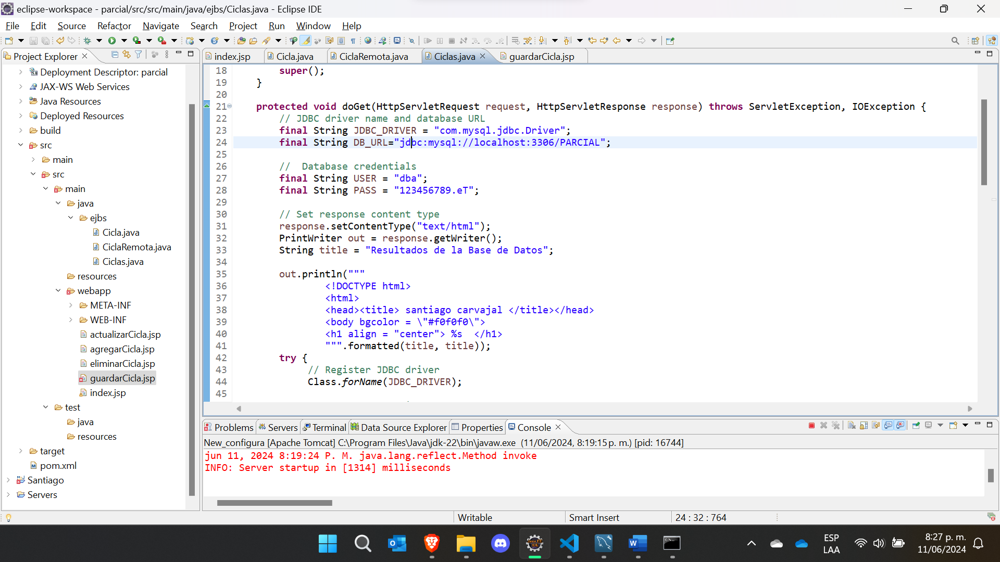 eclipse-workspace - parcial/src/src/main/java/ejbs/Ciclas.java - Eclipse IDE
File Edit Source Refactor Navigate Search Project Run Window Help
Project Explorer
index.jsp Cicla.java CiclaRemota.java Ciclas.java guardarCicla.jsp
Deployment Descriptor: parcial
JAX-WS Web Services
Java Resources
Deployed Resources
build
src
main
src
main
java
ejbs
Cicla.java
CiclaRemota.java
Ciclas.java
resources
webapp
META-INF
WEB-INF
actualizarCicla.jsp
agregarCicla.jsp
eliminarCicla.jsp
guardarCicla.jsp
index.jsp
test
java
resources
target
pom.xml
Santiago
Servers
18 super();
19 }
20
21 protected void doGet(HttpServletRequest request, HttpServletResponse response) throws ServletException, IOException {
22 // JDBC driver name and database URL
23 final String JDBC_DRIVER = "com.mysql.jdbc.Driver";
24 final String DB_URL="jdbc:mysql://localhost:3306/PARCIAL";
25
26 //  Database credentials
27 final String USER = "dba";
28 final String PASS = "123456789.eT";
29
30 // Set response content type
31 response.setContentType("text/html");
32 PrintWriter out = response.getWriter();
33 String title = "Resultados de la Base de Datos";
34
35 out.println("""
36 <!DOCTYPE html>
37 <html>
38 <head><title> santiago carvajal </title></head>
39 <body bgcolor = \"#f0f0f0\">
40 <h1 align = "center"> %s  </h1>
41 """.formatted(title, title));
42 try {
43 // Register JDBC driver
44 Class.forName(JDBC_DRIVER);
45
Problems Servers Terminal Data Source Explorer Properties Console
New_configura [Apache Tomcat] C:\Program Files\Java\jdk-22\bin\javaw.exe  (11/06/2024, 8:19:15 p. m.) [pid: 16744]
jun 11, 2024 8:19:24 P. M. java.lang.reflect.Method invoke
INFO: Server startup in [1314] milliseconds
Writable Smart Insert 24 : 32 : 764
ESP
LAA
8:27 p. m.
11/06/2024